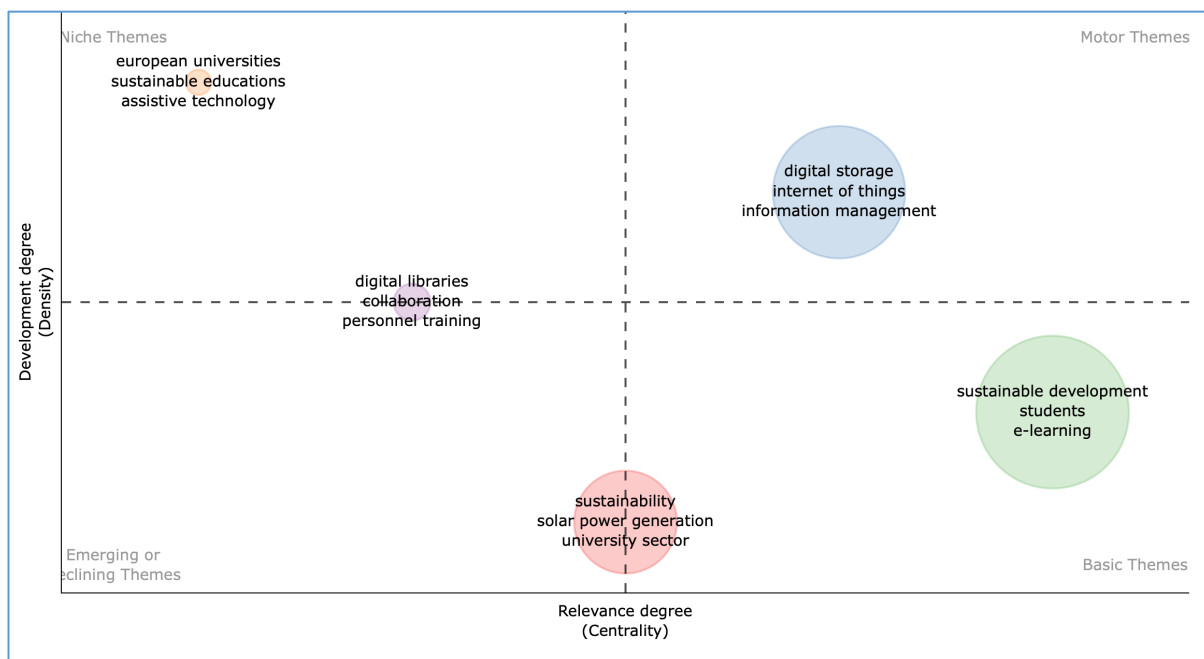 Niche Themes
Motor Themes
european universities
sustainable educations
assistive technology
digital storage
internet of things
information management
digital libraries
collaboration
personnel training
Development degree
(Density)
sustainable development
students
e-learning
sustainability
solar power generation
university sector
Emerging or
eclining Themes
Basic Themes
Relevance degree
(Centrality)